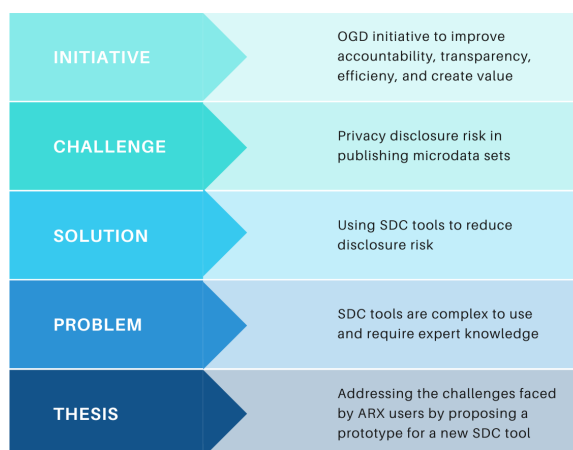 INITIATIVE
OGD initiative to improve
accountability, transparency,
efficieny, and create value
CHALLENGE
Privacy disclosure risk in
publishing microdata sets
SOLUTION
Using SDC tools to reduce
disclosure risk
PROBLEM
SDC tools are complex to use
and require expert knowledge
THESIS
Addressing the challenges faced
by ARX users by proposing a
prototype for a new SDC tool